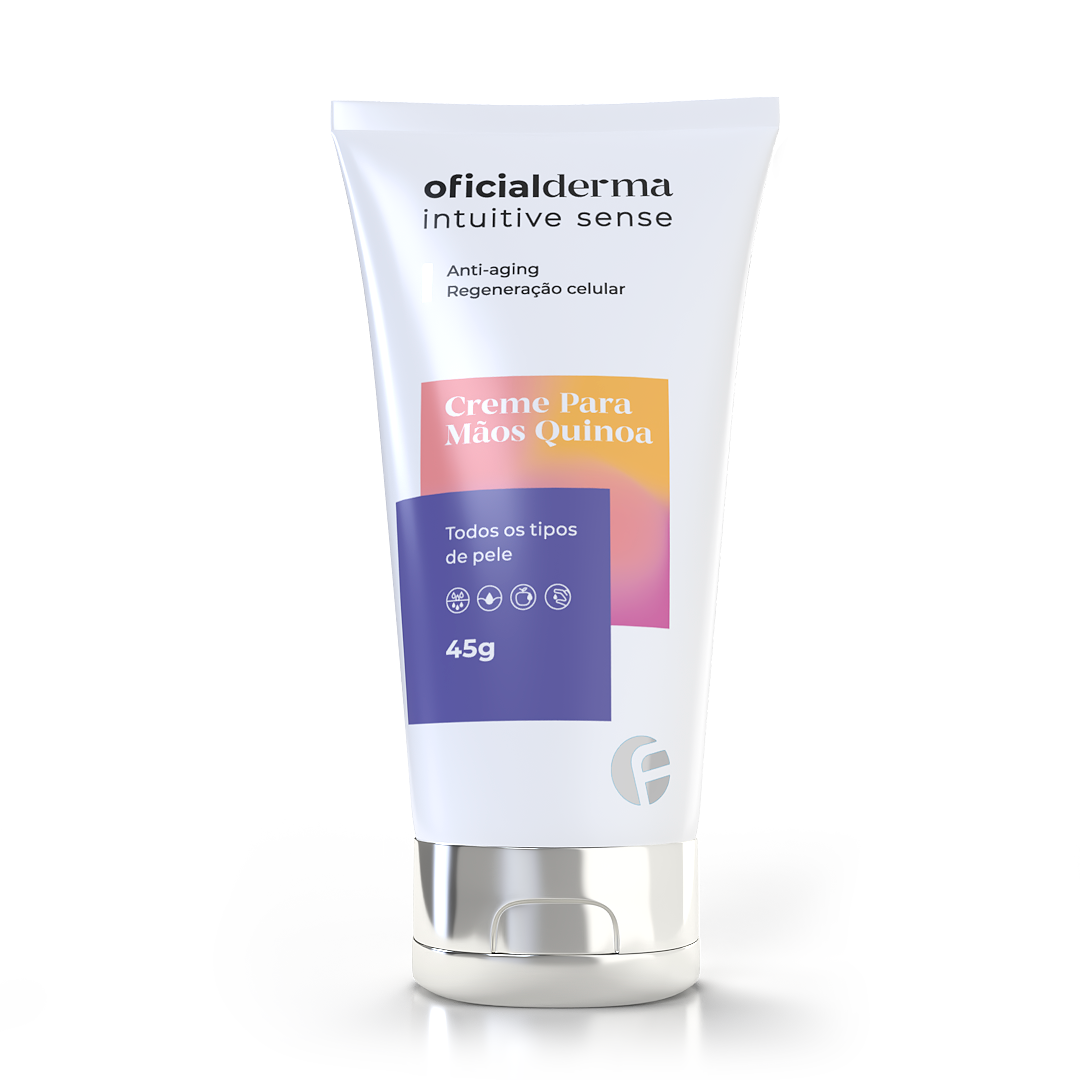 oficialderma
intuitive sense
Anti-aging
Regeneração celular
Creme Para
Mãos Quinoa
Todos os tipos
de pele
45g
F